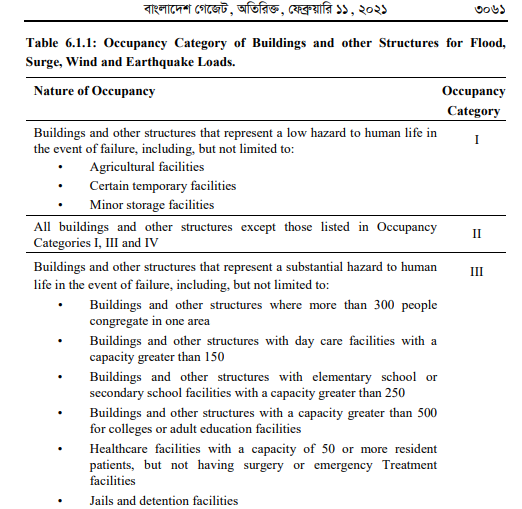 বাংলাদেশ গেজেট, অতিরিক্ত, ফেব্রুয়ারি ১১, ২০২১ ৩০৬১
Table 6.1.1: Occupancy Category of Buildings and other Structures for Flood,
Surge, Wind and Earthquake Loads.
Nature of Occupancy Occupancy
Category
Buildings and other structures that represent a low hazard to human life in
the event of failure, including, but not limited to: I
• Agricultural facilities
• Certain temporary facilities
• Minor storage facilities
All buildings and other structures except those listed in Occupancy
Categories I, III and IV II
Buildings and other structures that represent a substantial hazard to human III
life in the event of failure, including, but not limited to:
• Buildings and other structures where more than 300 people
congregate in one area
• Buildings and other structures with day care facilities with a
capacity greater than 150
• Buildings and other structures with elementary school or
secondary school facilities with a capacity greater than 250
• Buildings and other structures with a capacity greater than 500
for colleges or adult education facilities
• Healthcare facilities with a capacity of 50 or more resident
patients, but not having surgery or emergency Treatment
facilities
• Jails and detention facilities